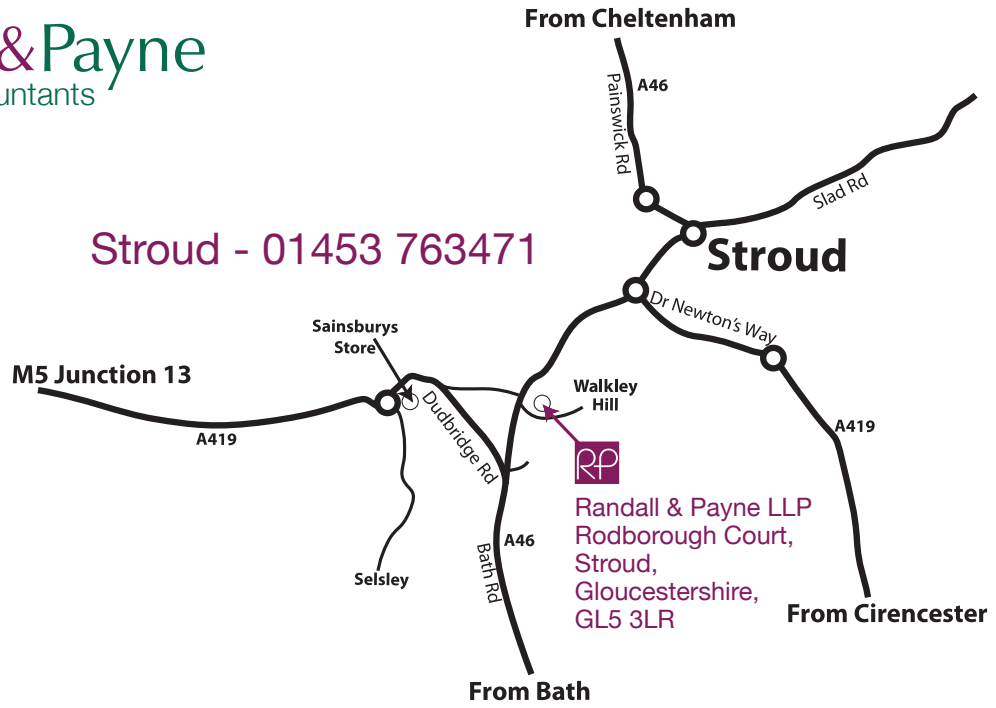 From Cheltenham
&Payne
A46
Painswick Rd
Slad Rd
Stroud - 01453 763471
Stroud
Dr Newton's Way
Sainsburys
Store
M5 Junction 13
Walkley
Hill
Dudbridge Rd
A419
A419
RP
Randall & Payne LLP
Rodborough Court,
Stroud,
Gloucestershire,
GL5 3LR
A46
Bath Rd
Selsley
From Cirencester
From Bath